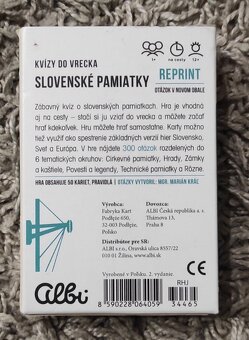 KVÍZY DO VRECKA
SLOVENSKÉ PAMIATKY
1+
na cesty
12+
REPRINT
OTÁZOK V NOVOM OBALE
Zábavný kvíz o slovenských pamiatkach. Hra je vhodná
aj na cesty – stačí si ju vziať do vrecka a môžete začať
hrať kdekoľvek. Hru môžete hrať samostatne. Karty možno
tiež využiť ako spestrenie základných verzií hier Slovensko,
Svet a Európa. V hre nájdete 300 otázok rozdelených do
6 tematických okruhov: Cirkevné pamiatky, Hrady, Zámky
a kaštiele, Povesti a legendy, Technické pamiatky a Rôzne.
HRA OBSAHUJE 50 KARIET, PRAVIDLÁ | OTÁZKY VYTVORIL: MGR. MARIÁN KRÁĽ
Výrobca:
Fabryka Kart
Podłęże 650,
32-003 Podłęże,
Poľsko
Dovozca:
ALBI Česká republika a. s.
Thámova 13,
Praha 8
Distribútor pre SR:
ALBI s.r.o., Oravská ulica 8557/22
010 01 Žilina, www.albi.sk
Vyrobené v Poľsku. 2. vydanie.
CE
Albi
8 590228 064059
RHJ
34465